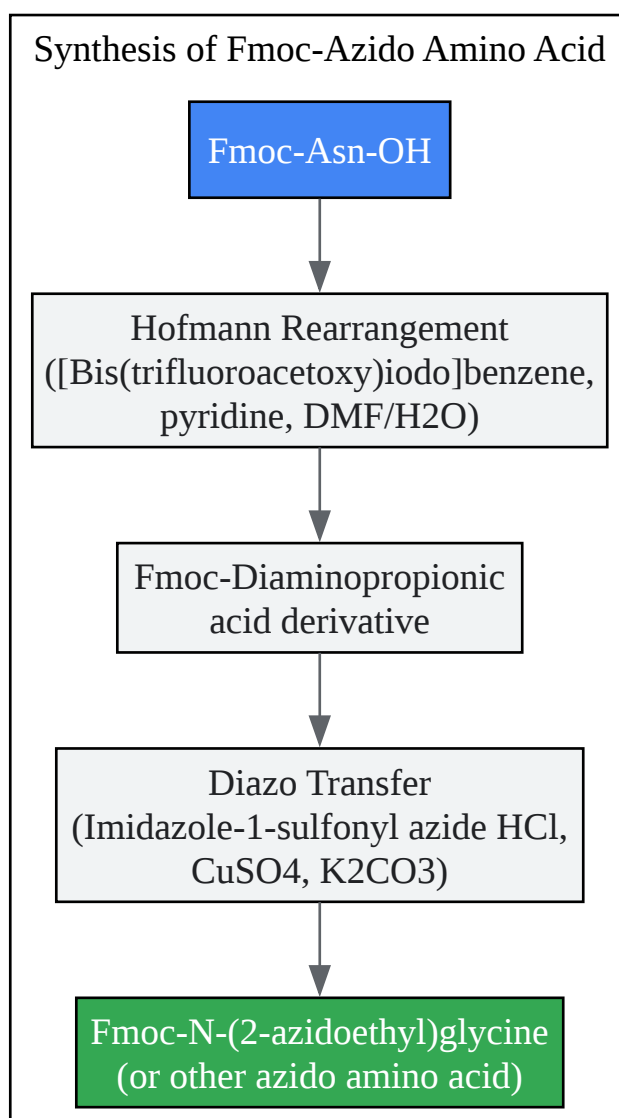 Synthesis of Fmoc-Azido Amino Acid
Fmoc-Asn-OH
Hofmann Rearrangement
([Bis(trifluoroacetoxy)iodo]benzene,
pyridine, DMF/H2O)
Fmoc-Diaminopropionic
acid derivative
Diazo Transfer
(Imidazole-1-sulfonyl azide HCl,
CuSO4, K2CO3)
Fmoc-N-(2-azidoethyl)glycine
(or other azido amino acid)